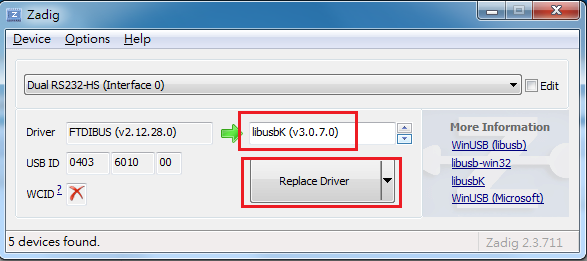 Zadig
Device Options Help
Dual RS232-HS (Interface 0)
Edit
Driver FTDIBUS (v2.12.28.0) libusbK (v3.0.7.0)
USB ID 0403 6010 00
WCID ?
Replace Driver
More Information
WinUSB (libusb)
libusb-win32
libusbK
WinUSB (Microsoft)
5 devices found.
Zadig 2.3.711